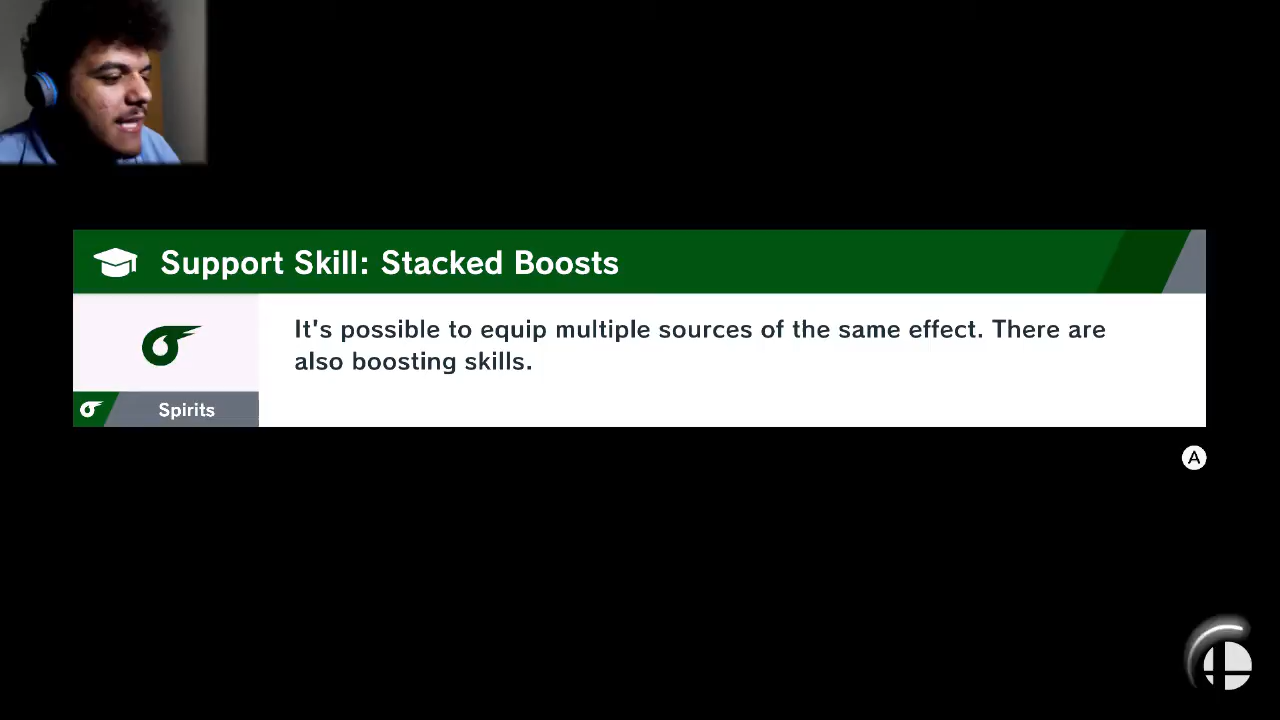 Support Skill: Stacked Boosts
It's possible to equip multiple sources of the same effect. There are
also boosting skills.
Spirits
A